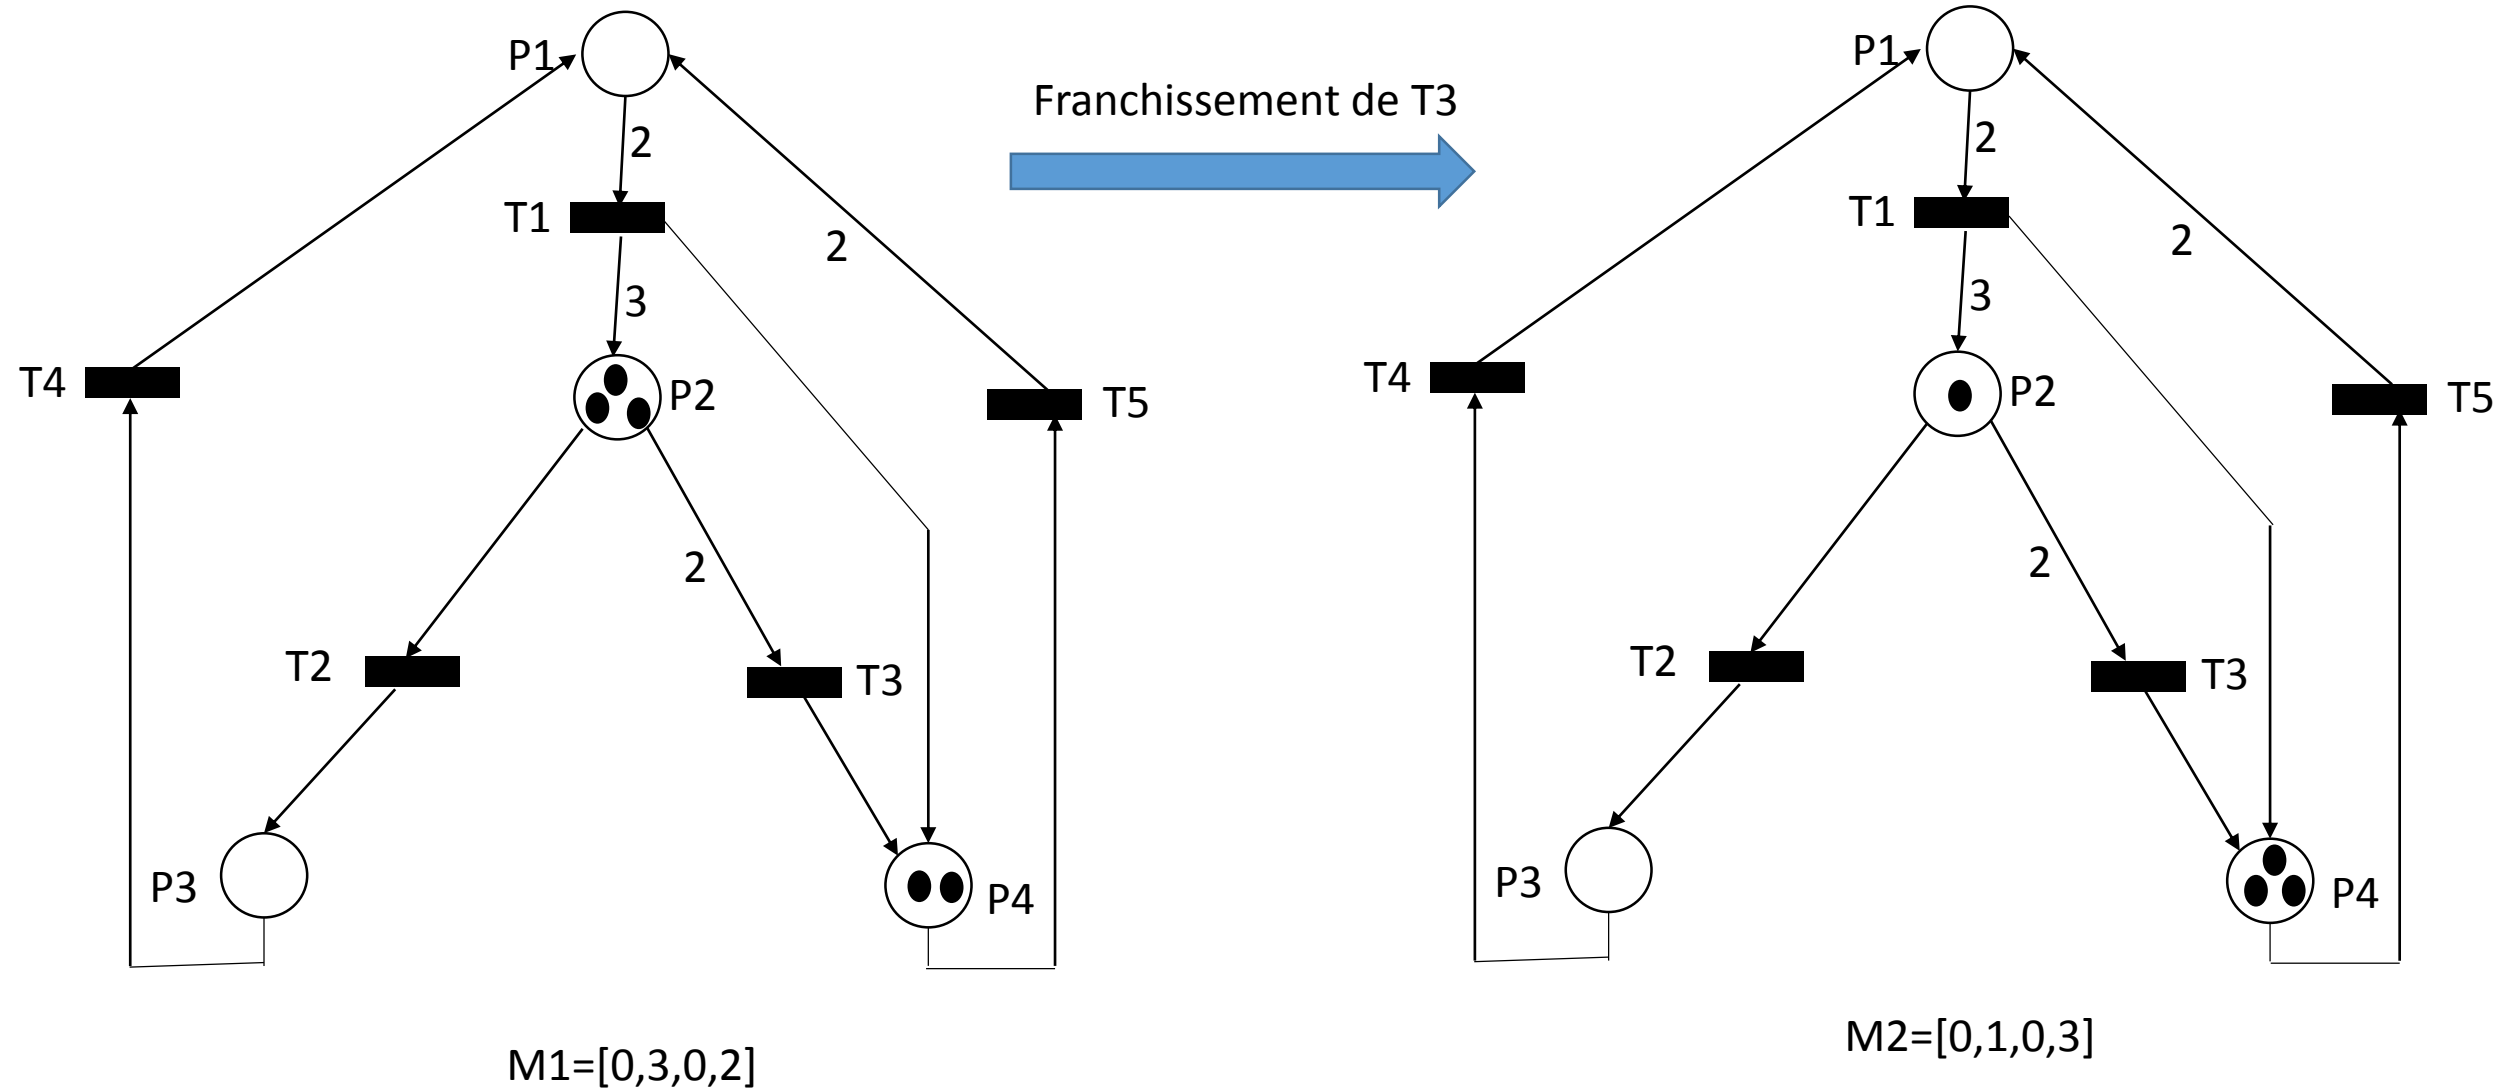 P1
2
T1
2
3
T4
P2
T5
2
T2
T3
P3
P4
M1=[0,3,0,2]
Franchissement de T3
P1
2
T1
2
3
T4
P2
T5
2
T2
T3
P3
P4
M2=[0,1,0,3]